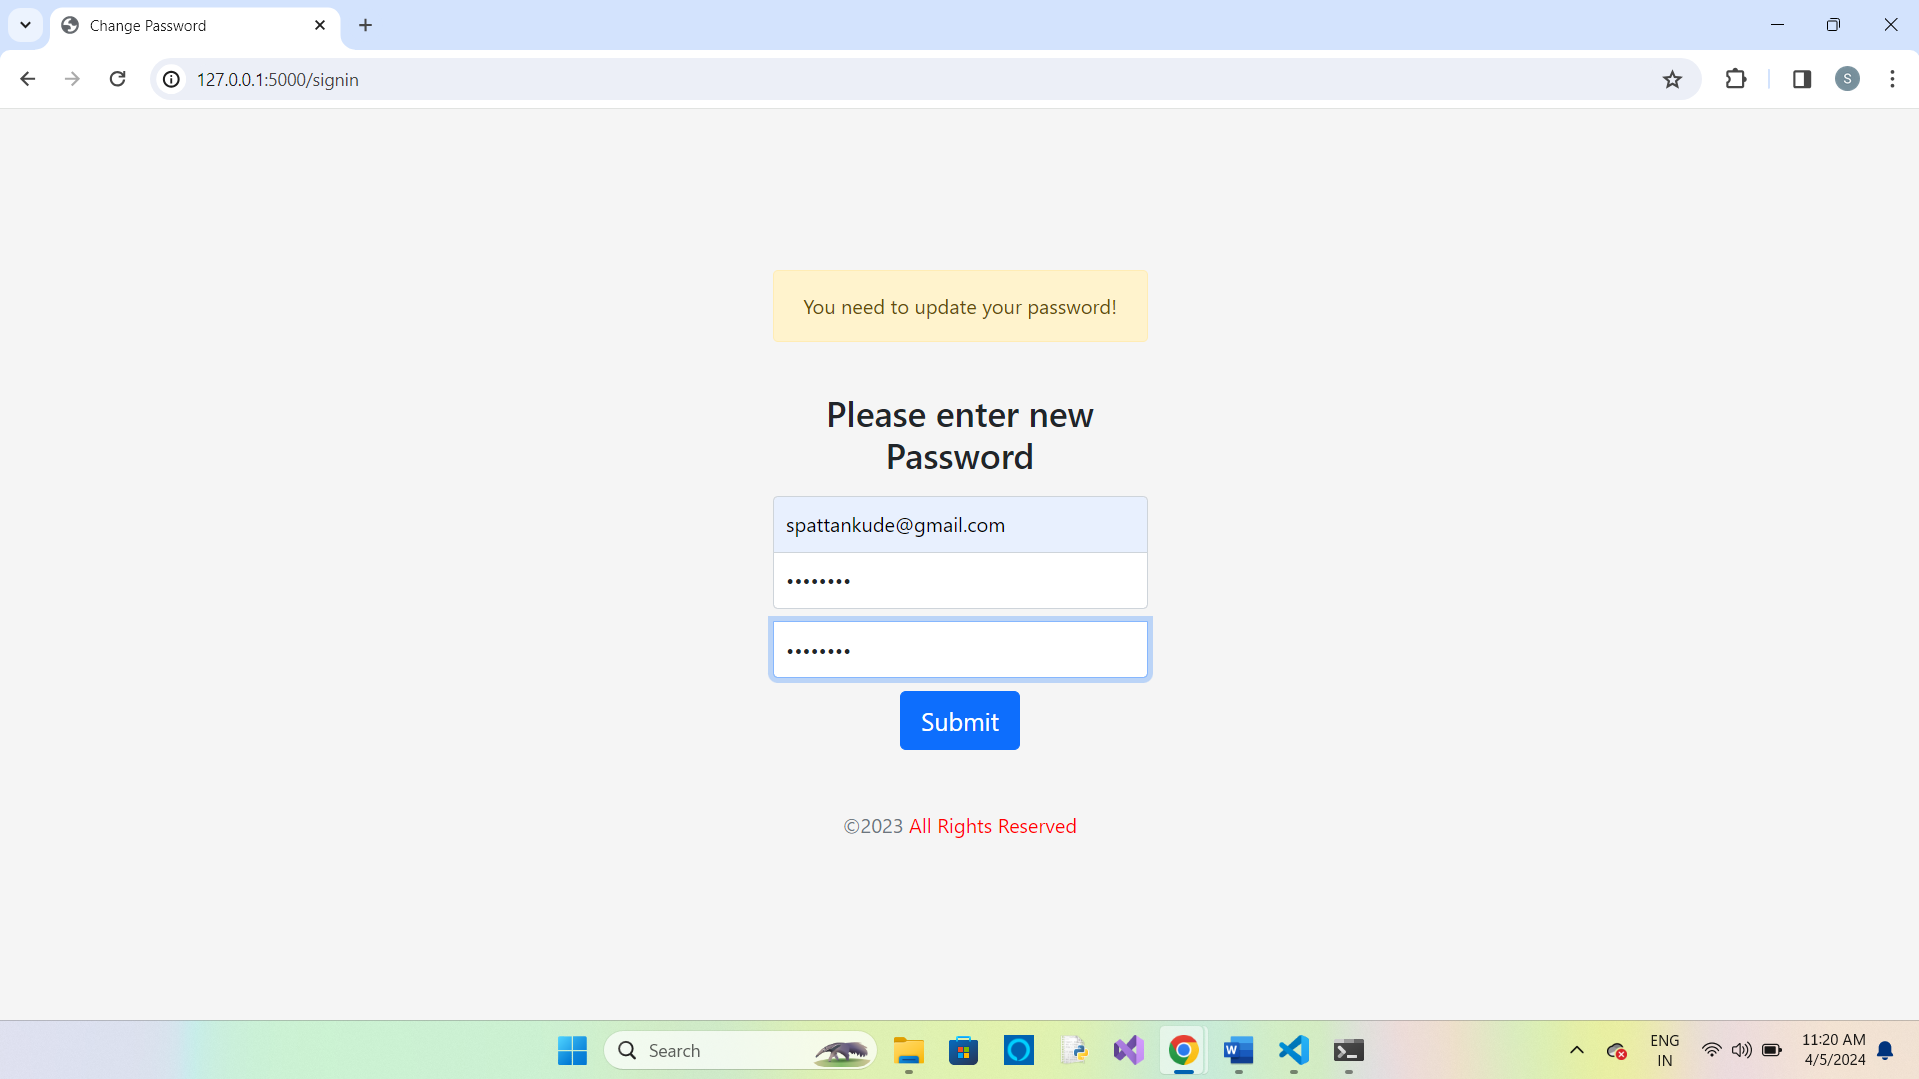 Change Password
127.0.0.1:5000/signin
S
You need to update your password!
Please enter new
Password
spattankude@gmail.com
••••••••
••••••••
Submit
©2023 All Rights Reserved
Search
ENG
IN
11:20 AM
4/5/2024